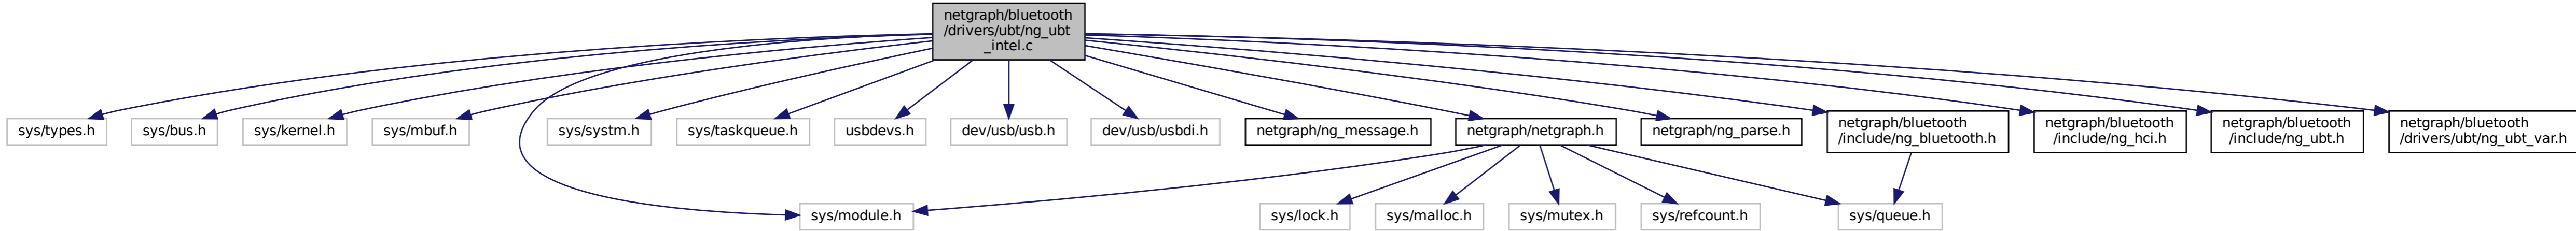 netgraph/bluetooth
/drivers/ubt/ng_ubt
_intel.c
sys/types.h
sys/bus.h
sys/kernel.h
sys/mbuf.h
sys/systm.h
sys/taskqueue.h
usbdevs.h
dev/usb/usb.h
dev/usb/usbdi.h
netgraph/ng_message.h
netgraph/netgraph.h
netgraph/ng_parse.h
netgraph/bluetooth
/include/ng_bluetooth.h
netgraph/bluetooth
/include/ng_hci.h
netgraph/bluetooth
/include/ng_ubt.h
netgraph/bluetooth
/drivers/ubt/ng_ubt_var.h
sys/module.h
sys/lock.h
sys/malloc.h
sys/mutex.h
sys/refcount.h
sys/queue.h